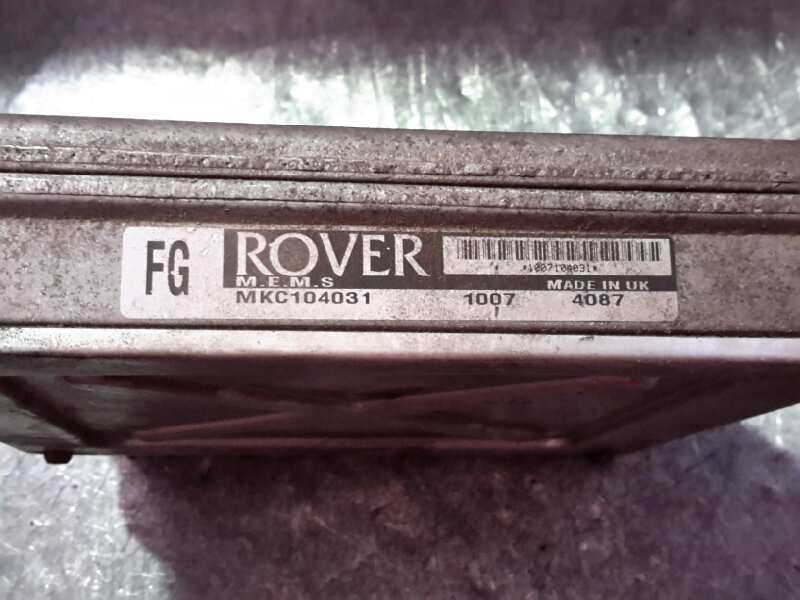 FG
ROVER
M.E.M.S
MKC104031
*1007104031*
MADE IN UK
1007 4087